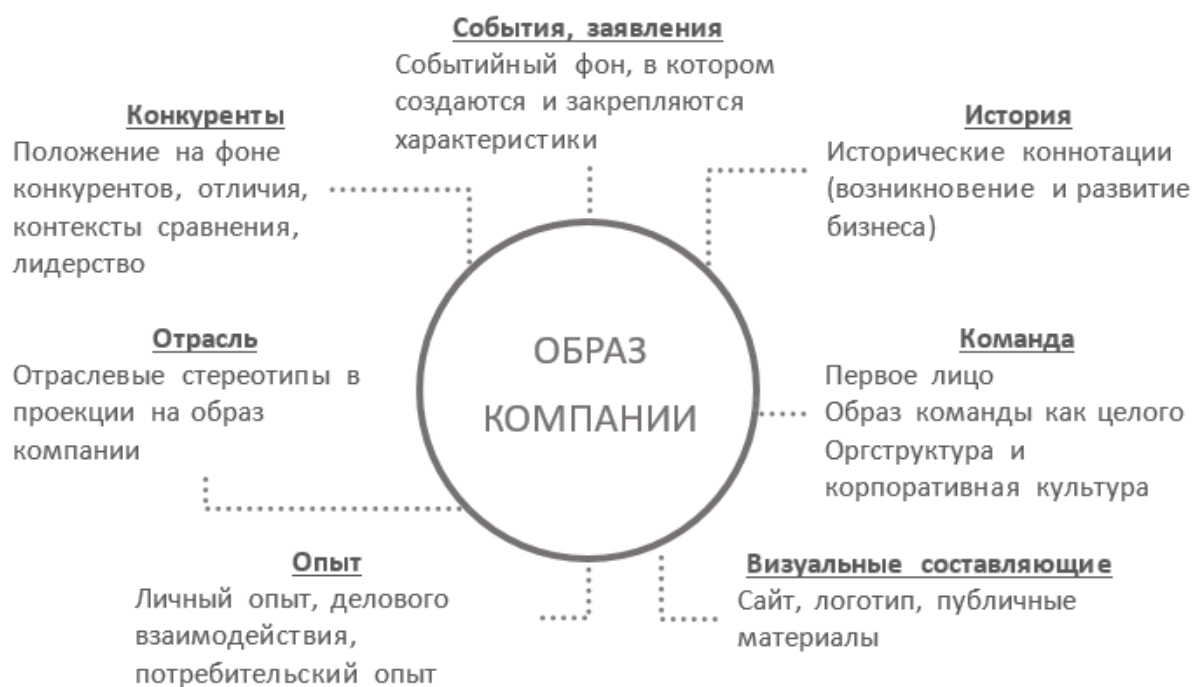 События, заявления
Событийный фон, в котором
создаются и закрепляются
характеристики
Конкуренты
Положение на фоне
конкурентов, отличия,
контексты сравнения,
лидерство
История
Исторические коннотации
(возникновение и развитие
бизнеса)
ОБРАЗ
КОМПАНИИ
Отрасль
Отраслевые стереотипы в
проекции на образ
компании
Команда
Первое лицо
Образ команды как целого
Оргструктура и
корпоративная культура
Опыт
Личный опыт, делового
взаимодействия,
потребительский опыт
Визуальные составляющие
Сайт, логотип, публичные
материалы